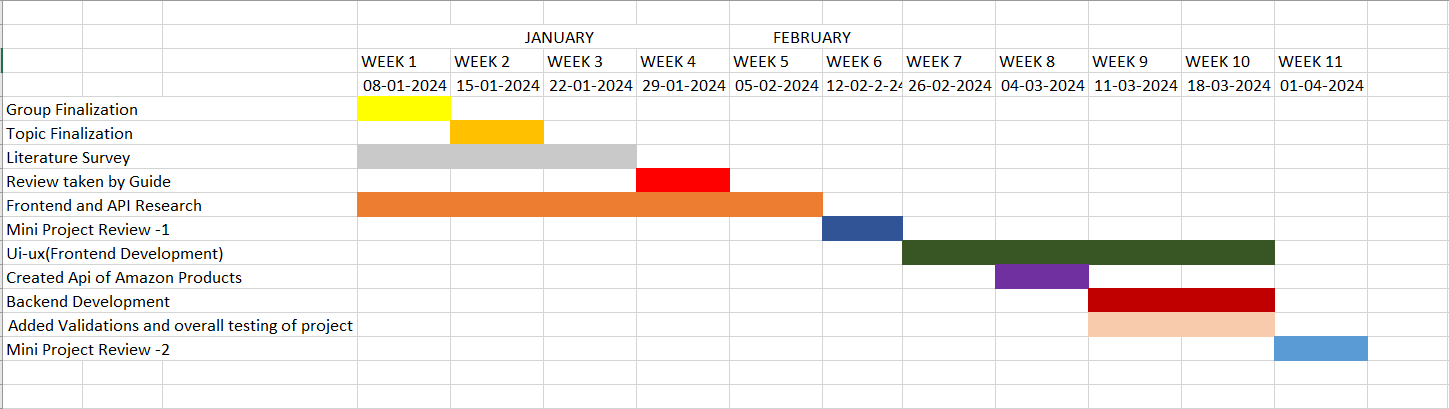 JANUARY FEBRUARY
WEEK 1 WEEK 2 WEEK 3 WEEK 4 WEEK 5 WEEK 6 WEEK 7 WEEK 8 WEEK 9 WEEK 10 WEEK 11
08-01-2024 15-01-2024 22-01-2024 29-01-2024 05-02-2024 12-02-2-24 26-02-2024 04-03-2024 11-03-2024 18-03-2024 01-04-2024
Group Finalization
Topic Finalization
Literature Survey
Review taken by Guide
Frontend and API Research
Mini Project Review -1
Ui-ux(Frontend Development)
Created Api of Amazon Products
Backend Development
Added Validations and overall testing of project
Mini Project Review -2